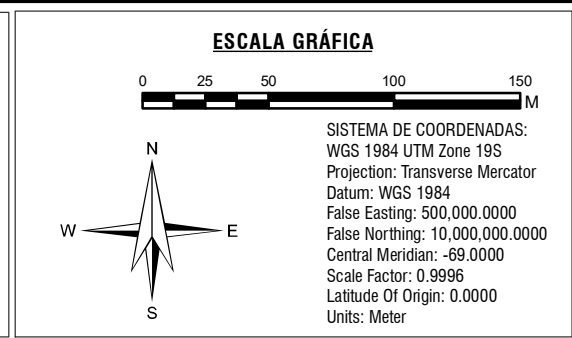 ESCALA GRÁFICA
0 25 50 100 150
M
SISTEMA DE COORDENADAS:
WGS 1984 UTM Zone 19S
Projection: Transverse Mercator
Datum: WGS 1984
False Easting: 500,000.0000
False Northing: 10,000,000.0000
Central Meridian: -69.0000
Scale Factor: 0.9996
Latitude Of Origin: 0.0000
Units: Meter
N
W E
S